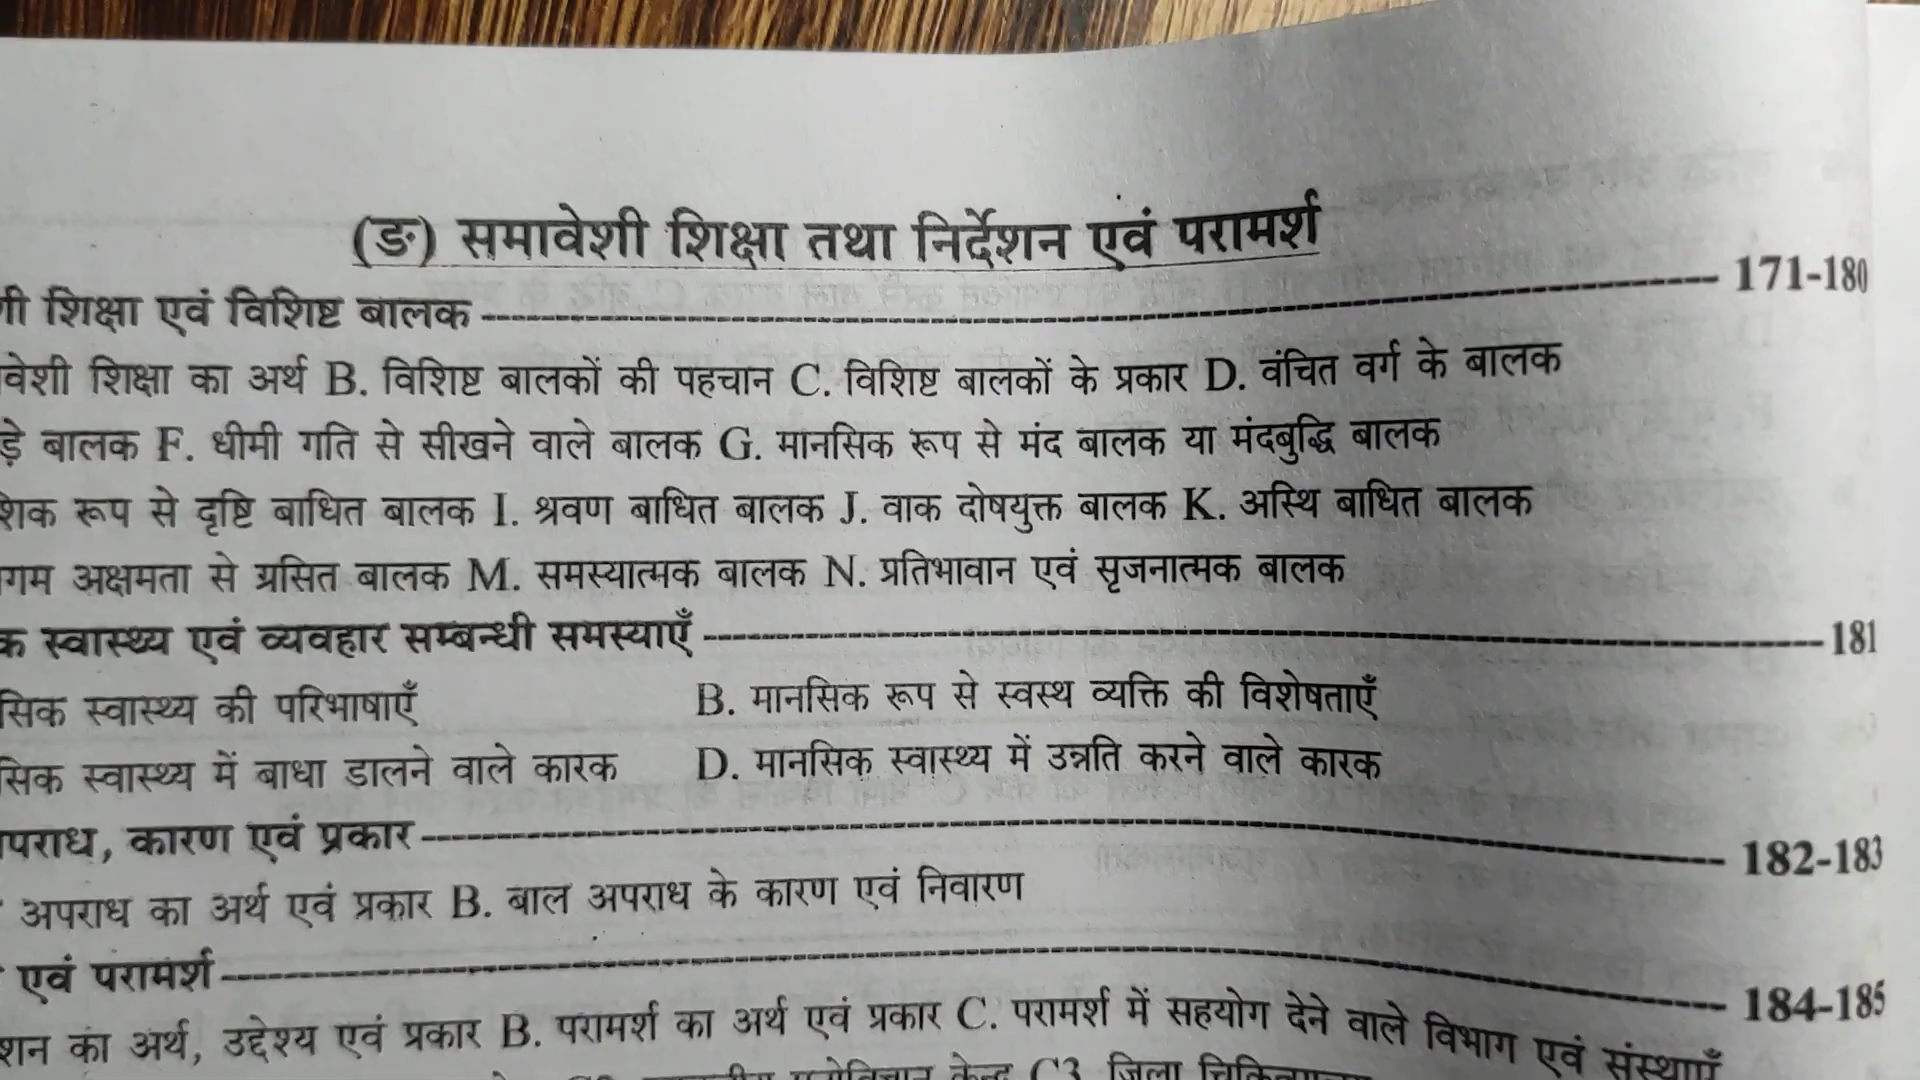 (ङ) समावेशी शिक्षा तथा निर्देशन एवं परामर्श
शिक्षा एवं विशिष्ट बालक ---------- 171-180
वेशी शिक्षा का अर्थ B. विशिष्ट बालकों की पहचान C. विशिष्ट बालकों के प्रकार D. वंचित वर्ग के बालक
ड़े बालक F. धीमी गति से सीखने वाले बालक G. मानसिक रूप से मंद बालक या मंदबुद्धि बालक
शिक रूप से दृष्टि बाधित बालक I. श्रवण बाधित बालक J. वाक दोषयुक्त बालक K. अस्थि बाधित बालक
गम अक्षमता से ग्रसित बालक M. समस्यात्मक बालक N. प्रतिभावान एवं सृजनात्मक बालक
क स्वास्थ्य एवं व्यवहार सम्बन्धी समस्याएँ ---------- 181
सिक स्वास्थ्य की परिभाषाएँ B. मानसिक रूप से स्वस्थ व्यक्ति की विशेषताएँ
सिक स्वास्थ्य में बाधा डालने वाले कारक D. मानसिक स्वास्थ्य में उन्नति करने वाले कारक
पराध, कारण एवं प्रकार ---------- 182-183
अपराध का अर्थ एवं प्रकार B. बाल अपराध के कारण एवं निवारण
एवं परामर्श ---------- 184-185
शन का अर्थ, उद्देश्य एवं प्रकार B. परामर्श का अर्थ एवं प्रकार C. परामर्श में सहयोग देने वाले विभाग एवं संस्थाएँ
केन्द्र C3. जिला